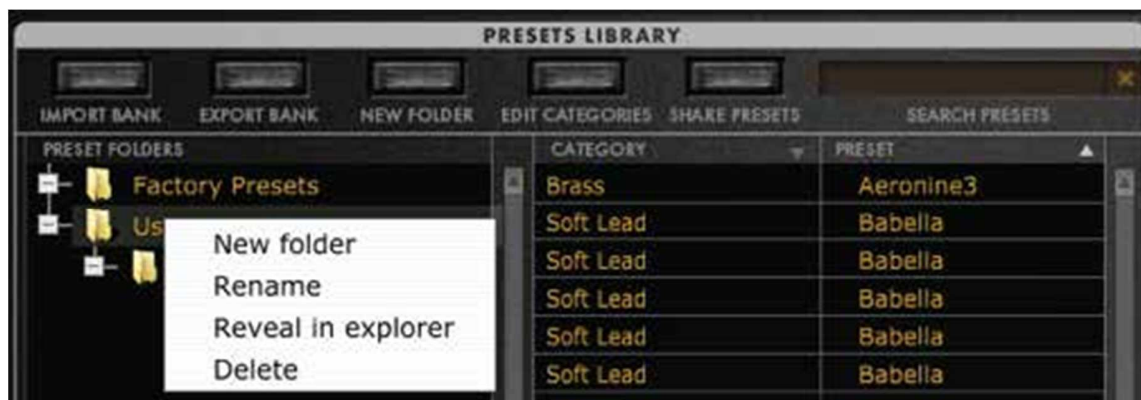 PRESETS LIBRARY
IMPORT BANK EXPORT BANK NEW FOLDER EDIT CATEGORIES SHARE PRESETS SEARCH PRESETS
PRESET FOLDERS CATEGORY PRESET
Factory Presets Brass Aeronine3
Us Soft Lead Babella
New folder
Soft Lead Babella
Rename
Soft Lead Babella
Reveal in explorer
Soft Lead Babella
Delete
Soft Lead Babella